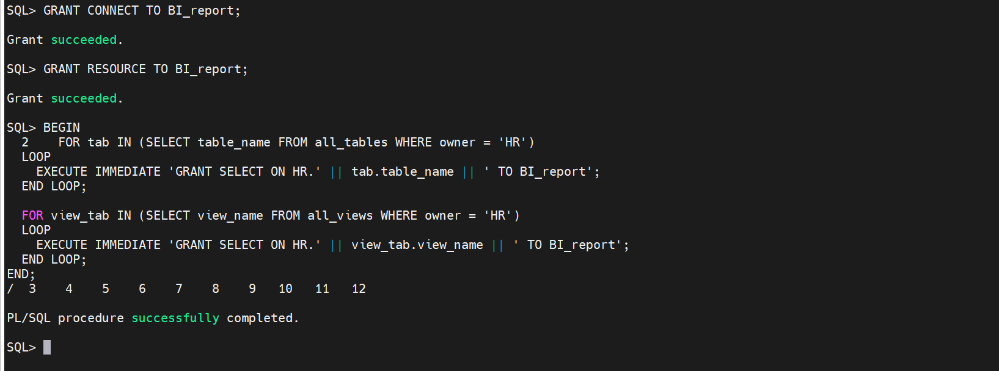 SQL> GRANT CONNECT TO BI_report;
Grant succeeded.
SQL> GRANT RESOURCE TO BI_report;
Grant succeeded.
SQL> BEGIN
  2    FOR tab IN (SELECT table_name FROM all_tables WHERE owner = 'HR')
  LOOP
    EXECUTE IMMEDIATE 'GRANT SELECT ON HR.' || tab.table_name || ' TO BI_report';
  END LOOP;
  FOR view_tab IN (SELECT view_name FROM all_views WHERE owner = 'HR')
  LOOP
    EXECUTE IMMEDIATE 'GRANT SELECT ON HR.' || view_tab.view_name || ' TO BI_report';
  END LOOP;
END;
/  3    4    5    6    7    8    9   10   11   12
PL/SQL procedure successfully completed.
SQL>